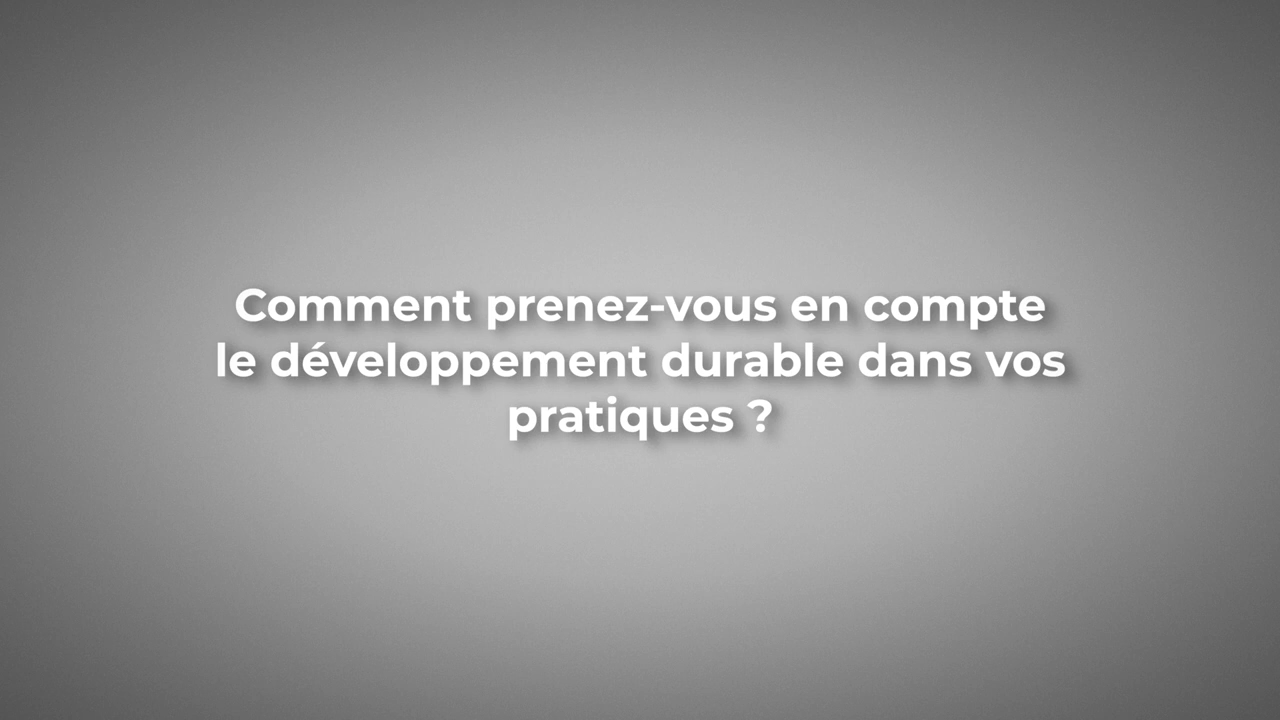 Comment prenez-vous en compte
le développement durable dans vos
pratiques ?